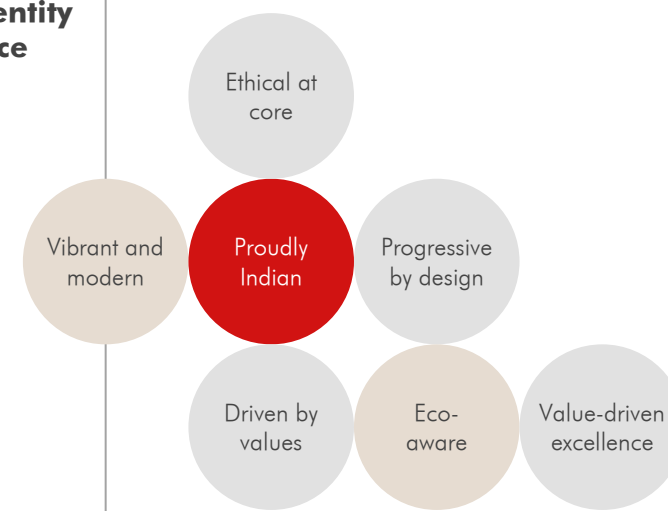 entity
ce
Ethical at
core
Vibrant and
modern
Proudly
Indian
Progressive
by design
Driven by
values
Eco-
aware
Value-driven
excellence